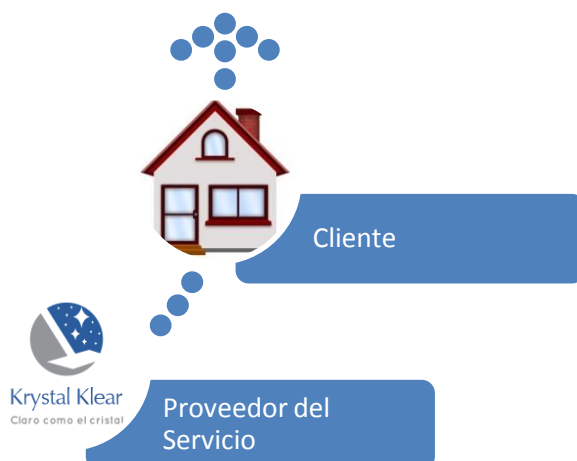 Cliente
Krystal Klear
Claro como el cristal
Proveedor del
Servicio